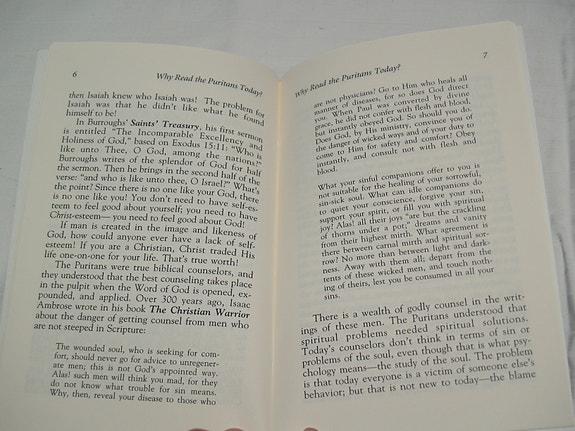 6
Why Read the Puritans Today?
then Isaiah knew who Isaiah was! The problem for
Isaiah was that he didn't like what he found
himself to be!
In Burroughs' Saints' Treasury, his first sermon
is entitled "The Incomparable Excellency and
Holiness of God," based on Exodus 15:11: "Who is
like unto Thee, O God, among the nations?"
Burroughs writes of the splendor of God for half
the sermon. Then he brings in the second half of the
verse: "and who is like unto thee, O Israel?" What's
the point? Since there is no one like your God, there
is no one like you! You don't need to have self-es-
teem to feel good about yourself; you need to have
Christ-esteem—you need to feel good about God!
If man is created in the image and likeness of
God, how could anyone ever have a lack of self-
esteem! If you are a Christian, Christ traded His
life one-on-one for your life. That's true worth!
The Puritans were true biblical counselors, and
they understood that the best counseling takes place
in the pulpit when the Word of God is opened, ex-
pounded, and applied. Over 300 years ago, Isaac
Ambrose wrote in his book The Christian Warrior
about the danger of getting counsel from men who
are not steeped in Scripture:
The wounded soul, who is seeking for com-
fort, should never go for advice to unregener-
ate men; this is not God's appointed way.
Alas! such men will think you mad, for they
do not know what trouble for sin means.
Why, then, reveal your disease to those who
Why Read the Puritans Today?
7
are not physicians? Go to Him who heals all
manner of diseases, for so does God direct
you. When Paul was converted by divine
grace, he did not confer with flesh and blood,
but instantly obeyed God. So should you do.
Does God, by His ministry, convince you of
the danger of wicked ways and of your duty to
come to Him for safety and comfort? Obey
instantly, and consult not with flesh and
blood.
What your sinful companions offer to you is
not suitable for the healing of your sorrowful,
sin-sick soul. What can idle companions do
to quiet your conscience, forgive your sin,
support your spirit, or fill you with spiritual
joy? Alas! all their joys "are but the crackling
of thorns under a pot," dreams and vanity
from their highest mirth. What agreement is
there between carnal mirth and spiritual sor-
row? No more than between light and dark-
ness. Away with them all; depart from the
tents of these wicked men, and touch noth-
ing of theirs, lest you be consumed in all your
sins.
There is a wealth of godly counsel in the writ-
ings of these men. The Puritans understood that
spiritual problems needed spiritual solutions.
Today's counselors don't think in terms of sin or
problems of the soul, even though that is what psy-
chology means—the study of the soul. The problem
is that today everyone is a victim of someone else's
behavior; but that is not new to today—the blame